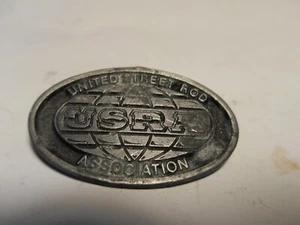 UNITED STREET ROD
USRA
ASSOCIATION